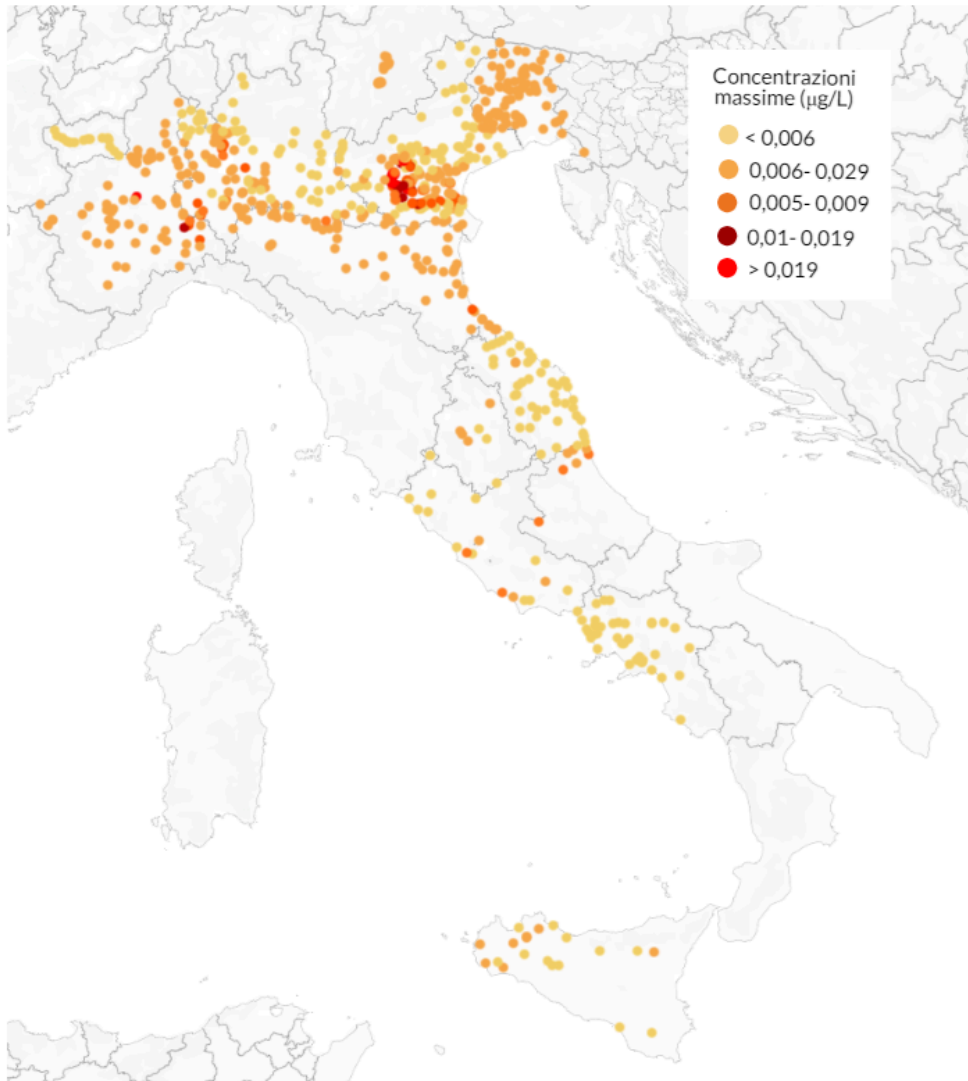 Concentrazioni
massime (µg/L)
< 0,006
0,006- 0,029
0,005- 0,009
0,01- 0,019
> 0,019